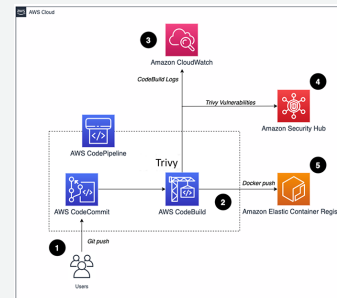 aws
AWS Cloud
3
Amazon CloudWatch
CodeBuild Logs
4
Trivy Vulnerabilities
Amazon Security Hub
AWS CodePipeline
Trivy
5
Docker push
AWS CodeCommit
AWS CodeBuild
2
Amazon Elastic Container Regis
1
Git push
Users